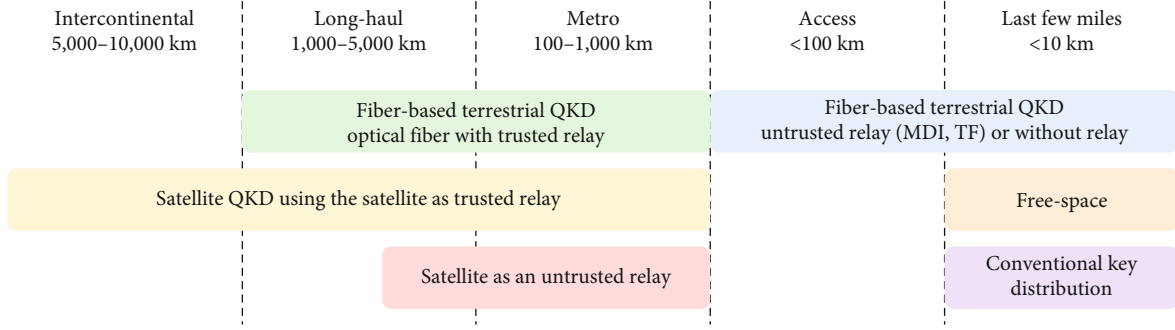 Intercontinental
5,000–10,000 km
Long-haul
1,000–5,000 km
Metro
100–1,000 km
Access
<100 km
Last few miles
<10 km
Fiber-based terrestrial QKD
optical fiber with trusted relay
Fiber-based terrestrial QKD
untrusted relay (MDI, TF) or without relay
Satellite QKD using the satellite as trusted relay
Free-space
Satellite as an untrusted relay
Conventional key
distribution